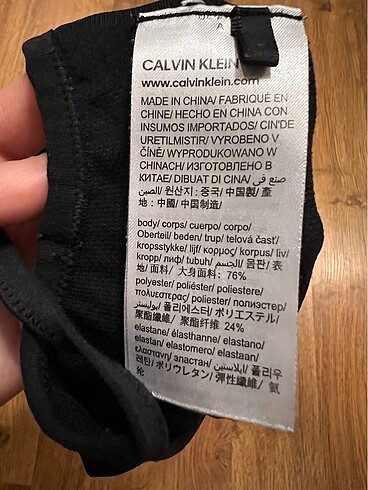 CALVIN KLEIN
www.calvinklein.com
MADE IN CHINA/ FABRIQUÉ EN
CHINE/ HECHO EN CHINA CON
INSUMOS IMPORTADOS/ CIN'DE
URETILMISTIR/ VYROBENO V
ČÍNĚ/ WYPRODUKOWANO W
CHINACH/ ИЗГОТОВЛЕНО В
КИТАЕ/ DIBUAT DI CINA/ صنع في
الصين/ 원산지 : 중국/ 中国製/ 產
地 : 中國/ 中国制造/
body/ corps/ cuerpo/ corpo/
Oberteil/ beden/ trup/ telová časť/
kropsstykke/ lijf/ κορμος/ korpus/ liv/
kropp/ лиф/ tubuh/ الجسم/ 몸판/ 表
地/ 面料/ 大身面料: 76%
polyester/ poliéster/ poliestere/
πολυεστερας/ poliester/ полиэстер/
بوليستر/ 폴리에스터/ ポリエステル/
聚酯纖維/ 聚酯纤维 24%
elastane/ élasthanne/ elastano/
elastan/ elastomero/ elastaan/
ελαστανη/ эластан/ ايلاستين/ 폴리우
레탄/ ポリウレタン/ 彈性纖維/ 氨
纶